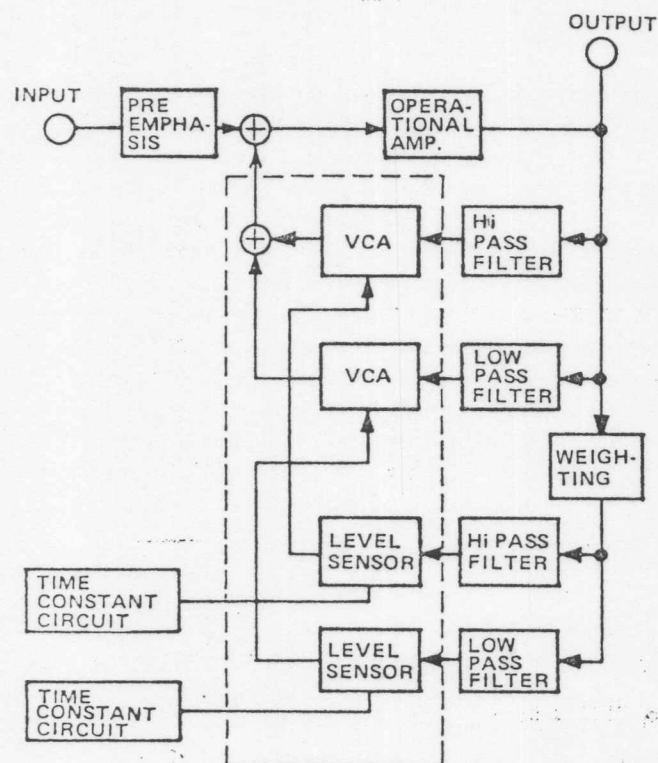 OUTPUT
INPUT
PRE
EMPHA-
SIS
OPERA-
TIONAL
AMP.
VCA
Hi
PASS
FILTER
VCA
LOW
PASS
FILTER
WEIGH-
TING
LEVEL
SENSOR
Hi PASS
FILTER
TIME
CONSTANT
CIRCUIT
LEVEL
SENSOR
LOW
PASS
FILTER
TIME
CONSTANT
CIRCUIT